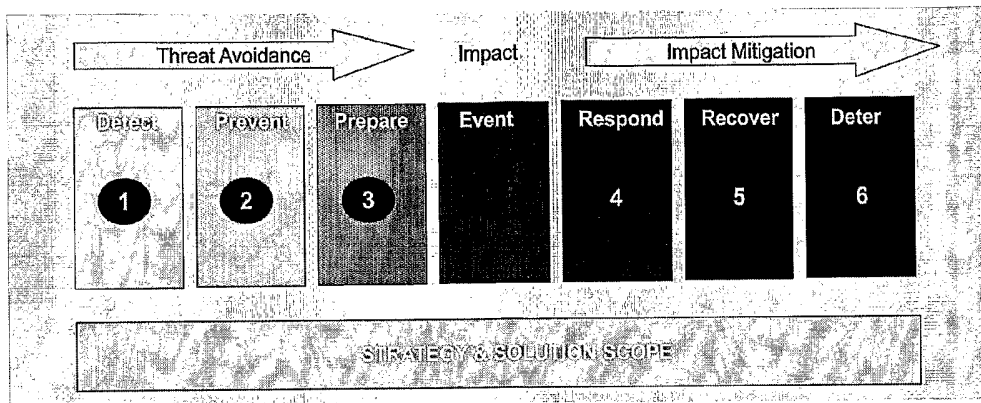 Threat Avoidance Impact Impact Mitigation
Detect Prevent Prepare Event Respond Recover Deter
1 2 3 4 5 6
STRATEGY & SOLUTION SCOPE